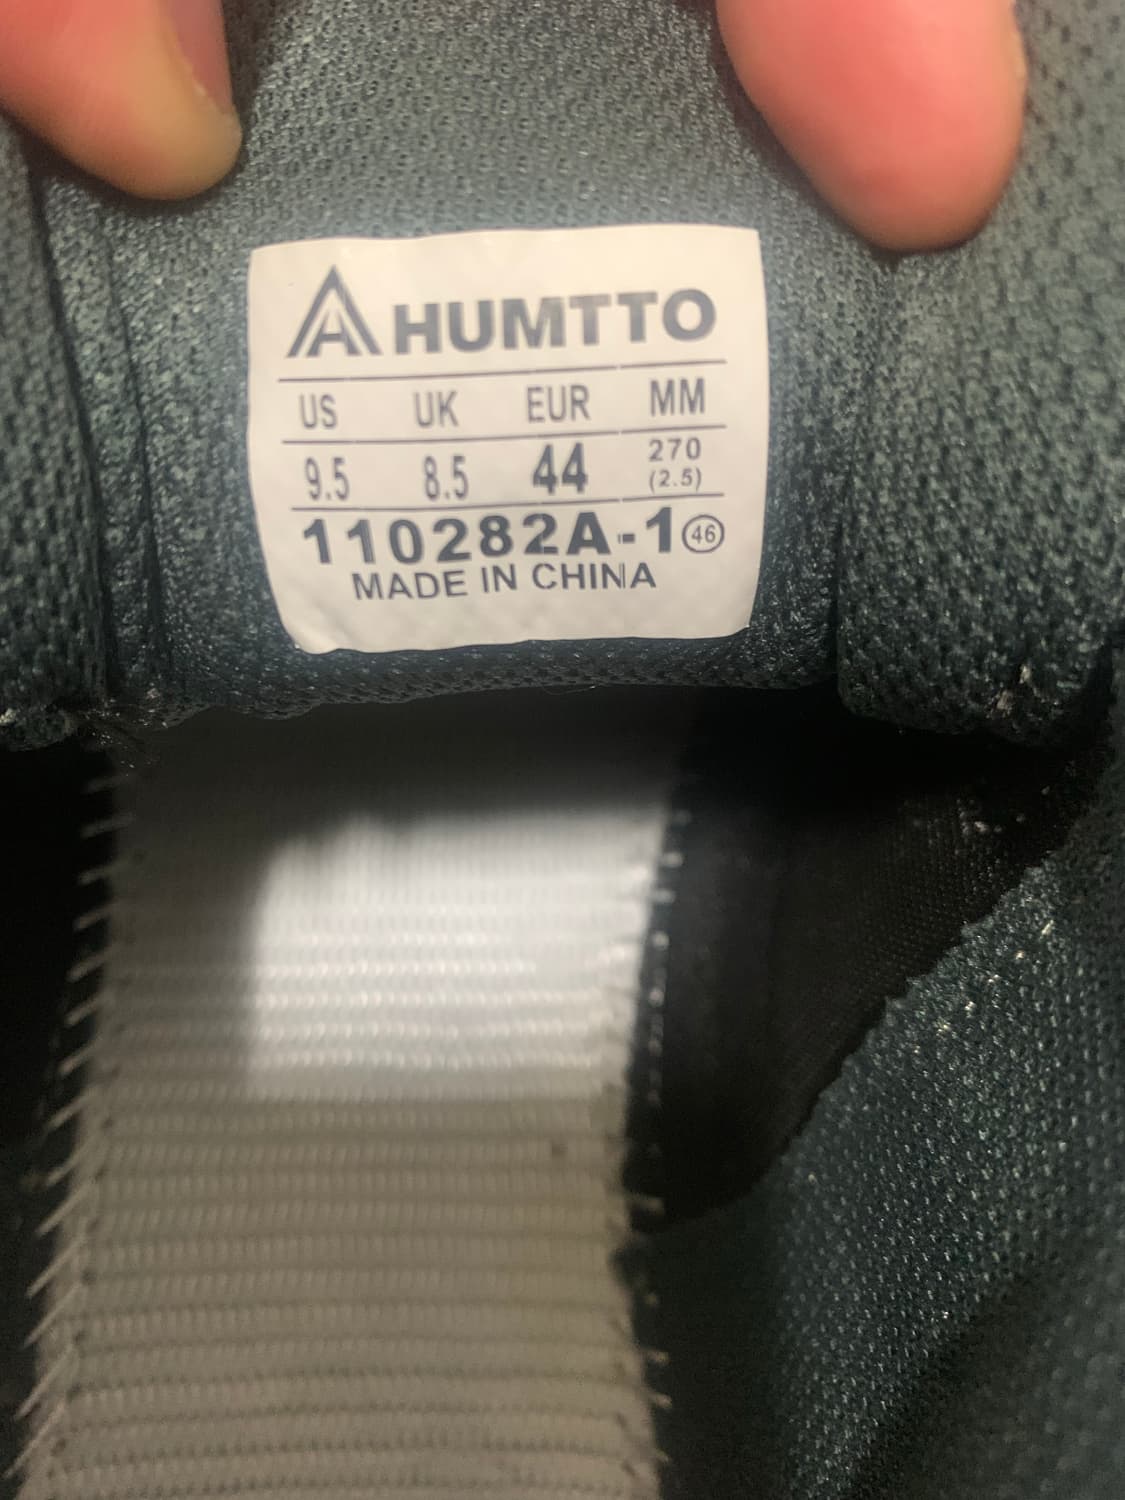 HUMTTO
US UK EUR MM
9.5 8.5 44 270 (2.5)
110282A-1 46
MADE IN CHINA